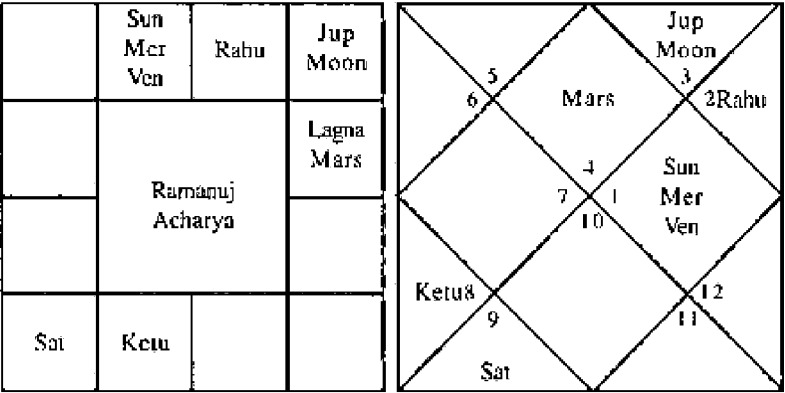 Sun
Mer
Ven
Rahu
Jup
Moon
Lagna
Mars
Ramanuj
Acharya
Sat
Ketu
Jup
Moon
5
3
6
Mars
2Rahu
4
Sun
Mer
Ven
7
1
10
Ketu8
12
9
11
Sat